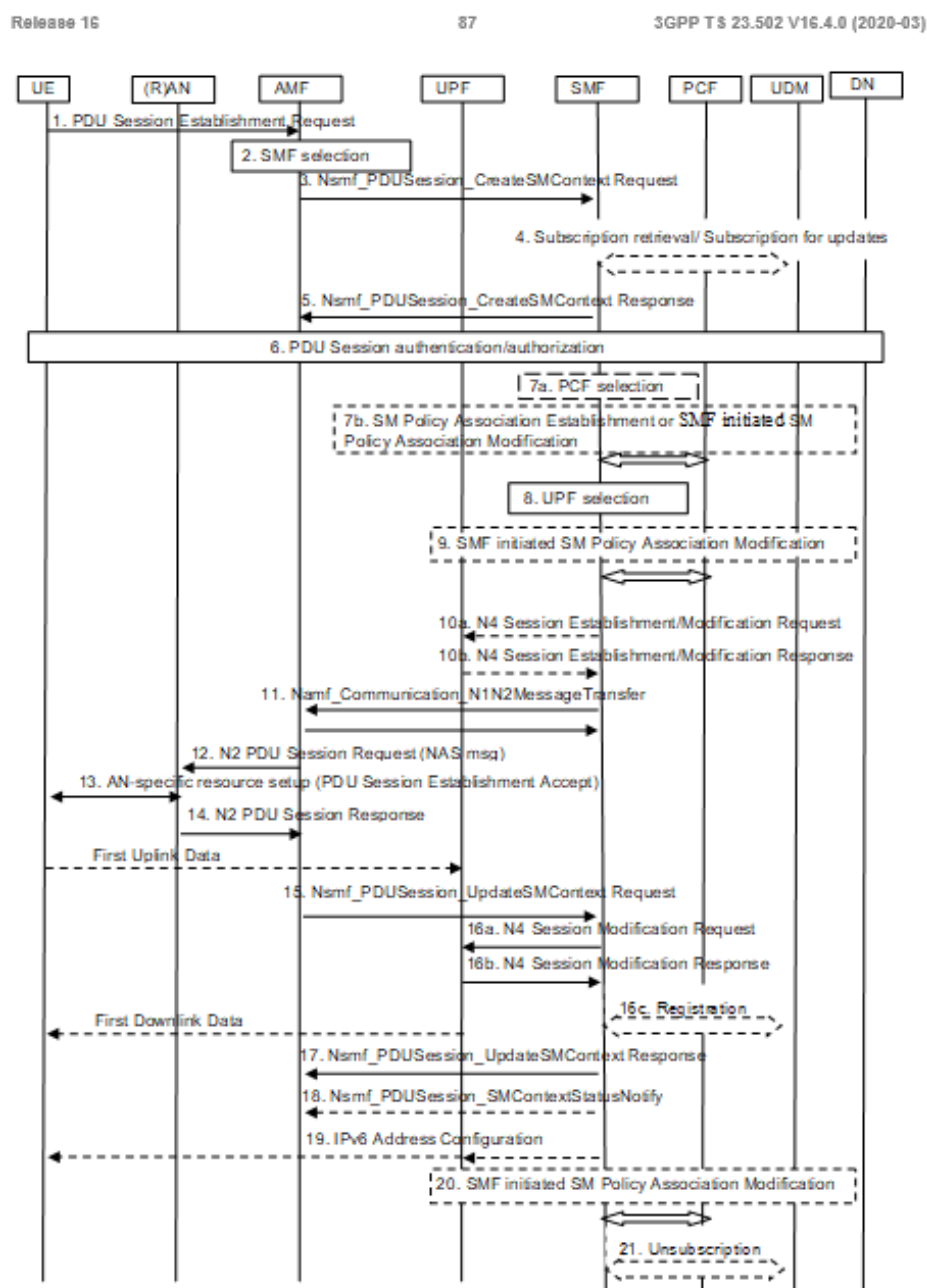 Release 16 87 3GPP TS 23.502 V16.4.0 (2020-03)
UE (R)AN AMF UPF SMF PCF UDM DN
1. PDU Session Establishment Request
2. SMF selection
3. Nsmf_PDUSession_CreateSMContext Request
4. Subscription retrieval/ Subscription for updates
5. Nsmf_PDUSession_CreateSMContext Response
6. PDU Session authentication/authorization
7a. PCF selection
7b. SM Policy Association Establishment or SMF initiated SM
Policy Association Modification
8. UPF selection
9. SMF initiated SM Policy Association Modification
10a. N4 Session Establishment/Modification Request
10b. N4 Session Establishment/Modification Response
11. Namf_Communication_N1N2MessageTransfer
12. N2 PDU Session Request (NAS msg)
13. AN-specific resource setup (PDU Session Establishment Accept)
14. N2 PDU Session Response
First Uplink Data
15. Nsmf_PDUSession_UpdateSMContext Request
16a. N4 Session Modification Request
16b. N4 Session Modification Response
16c. Registration
First Downlink Data
17. Nsmf_PDUSession_UpdateSMContext Response
18. Nsmf_PDUSession_SMContextStatusNotify
19. IPv6 Address Configuration
20. SMF initiated SM Policy Association Modification
21. Unsubscription